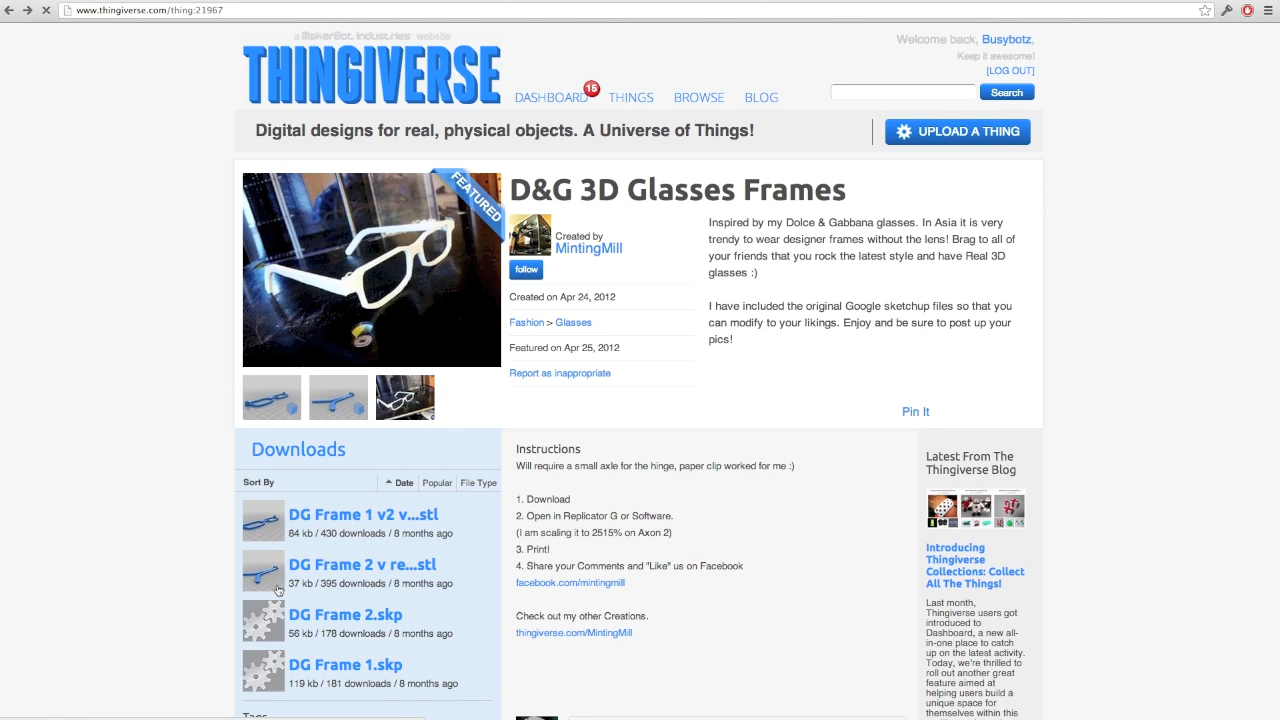 www.thingiverse.com/thing:21967
a MakerBot Industries website
THINGIVERSE
DASHBOARD 15 THINGS BROWSE BLOG
Welcome back, Busybotz,
Keep it awesome!
[LOG OUT]
Search
Digital designs for real, physical objects. A Universe of Things!
UPLOAD A THING
FEATURED
D&G 3D Glasses Frames
Created by
MintingMill
follow
Created on Apr 24, 2012
Fashion > Glasses
Featured on Apr 25, 2012
Report as inappropriate
Inspired by my Dolce & Gabbana glasses. In Asia it is very
trendy to wear designer frames without the lens! Brag to all of
your friends that you rock the latest style and have Real 3D
glasses :)
I have included the original Google sketchup files so that you
can modify to your likings. Enjoy and be sure to post up your
pics!
Pin It
Downloads
Sort By Date Popular File Type
DG Frame 1 v2 v...stl
84 kb / 430 downloads / 8 months ago
DG Frame 2 v re...stl
37 kb / 395 downloads / 8 months ago
DG Frame 2.skp
56 kb / 178 downloads / 8 months ago
DG Frame 1.skp
119 kb / 181 downloads / 8 months ago
Tags
Instructions
Will require a small axle for the hinge, paper clip worked for me :)
1. Download
2. Open in Replicator G or Software.
(i am scaling it to 2515% on Axon 2)
3. Print!
4. Share your Comments and "Like" us on Facebook
facebook.com/mintingmill
Check out my other Creations.
thingiverse.com/MintingMill
Latest From The
Thingiverse Blog
Introducing
Thingiverse
Collections: Collect
All The Things!
Last month,
Thingiverse users got
introduced to
Dashboard, a new all-
in-one place to catch
up on the latest activity.
Today, we're thrilled to
roll out another great
feature aimed at
helping users build a
unique space for
themselves within this